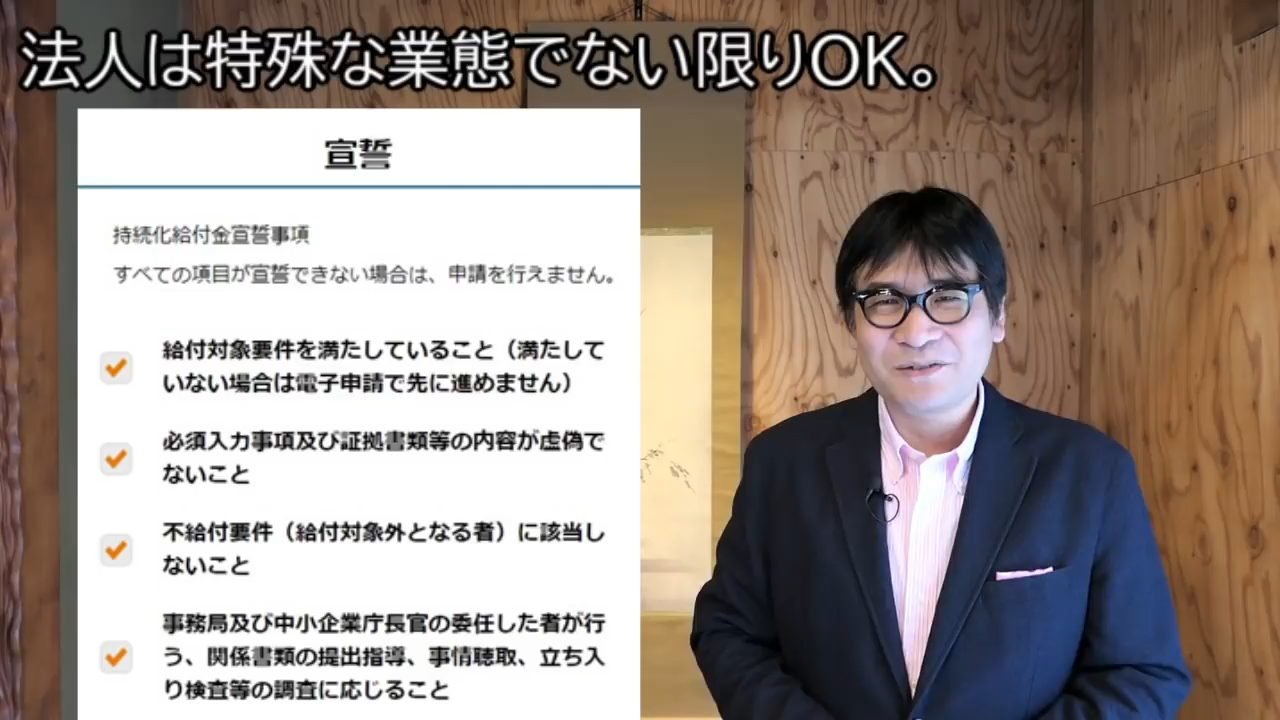 法人は特殊な業態でない限りOK。
宣誓
持続化給付金宣誓事項
すべての項目が宣誓できない場合は、申請を行えません。
給付対象要件を満たしていること（満たして
いない場合は電子申請で先に進めません）
必須入力事項及び証拠書類等の内容が虚偽で
ないこと
不給付要件（給付対象外となる者）に該当し
ないこと
事務局及び中小企業庁長官の委任した者が行
う、関係書類の提出指導、事情聴取、立ち入
り検査等の調査に応じること